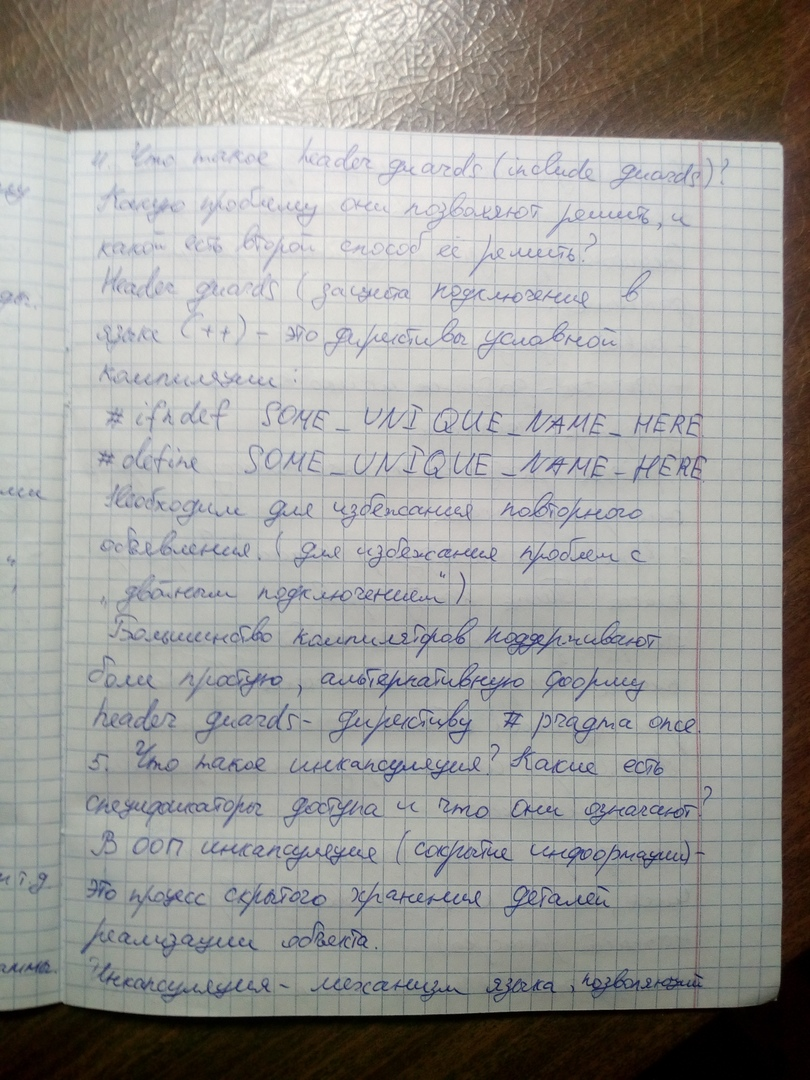 4. Что такое header guards (include guards)?
Какую проблему они позволяют решить, и
какой есть второй способ её решить?
Header guards (защита подключение в
языке C++) - это директивы условной
компиляции:
#ifndef SOME_UNIQUE_NAME_HERE
#define SOME_UNIQUE_NAME_HERE
Необходим для избежания повторного
объявления. (для избежания проблем с
„двойным подключением").
Большинство компиляторов поддерживают
боли простую, альтернативную форму
header guards - директиву #pragma once.
5. Что такое инкапсуляция? Какие есть
спецификаторы доступа и что они означают?
В ООП инкапсуляция (сокрытие информации) -
это процесс скрытого хранения деталей
реализации объекта.
Инкапсуляция - механизм языка, позволяющий
и т.д